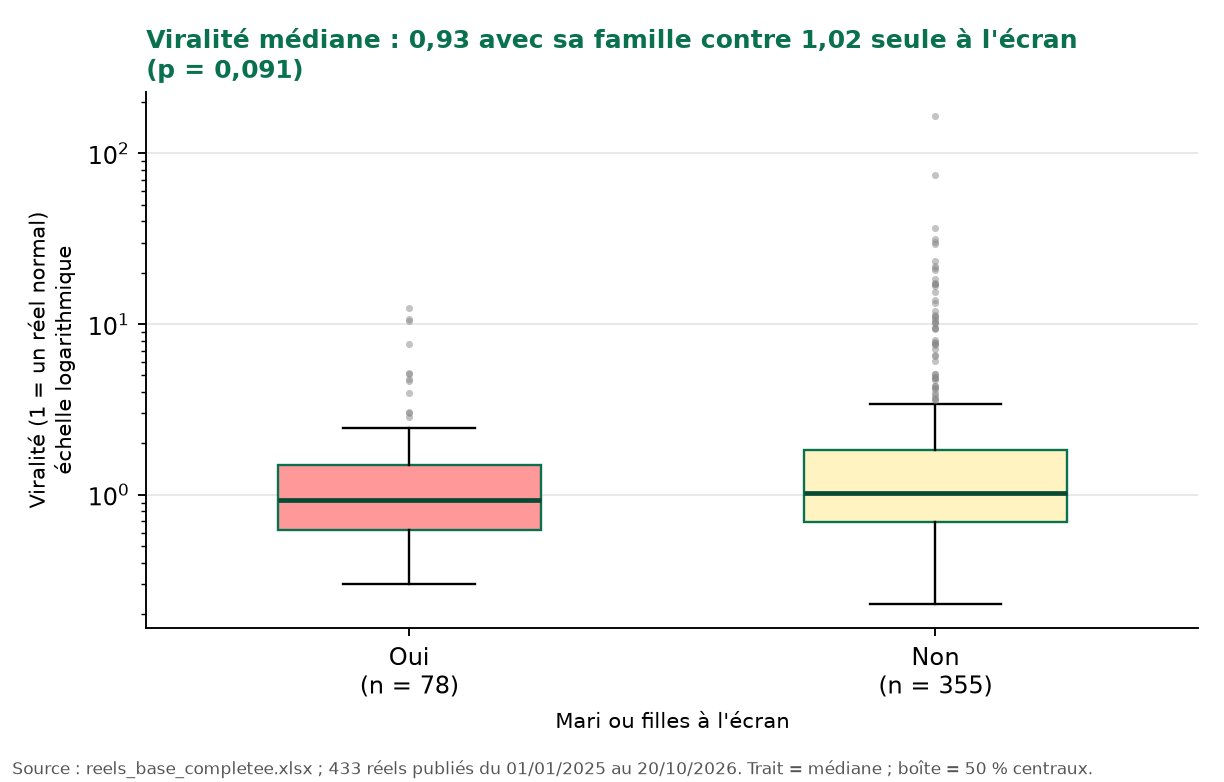 Viralité médiane : 0,93 avec sa famille contre 1,02 seule à l'écran
(p = 0,091)
Viralité (1 = un réel normal)
échelle logarithmique
10²
10¹
10⁰
Oui
(n = 78)
Non
(n = 355)
Mari ou filles à l'écran
Source : reels_base_completee.xlsx ; 433 réels publiés du 01/01/2025 au 20/10/2026. Trait = médiane ; boîte = 50 % centraux.